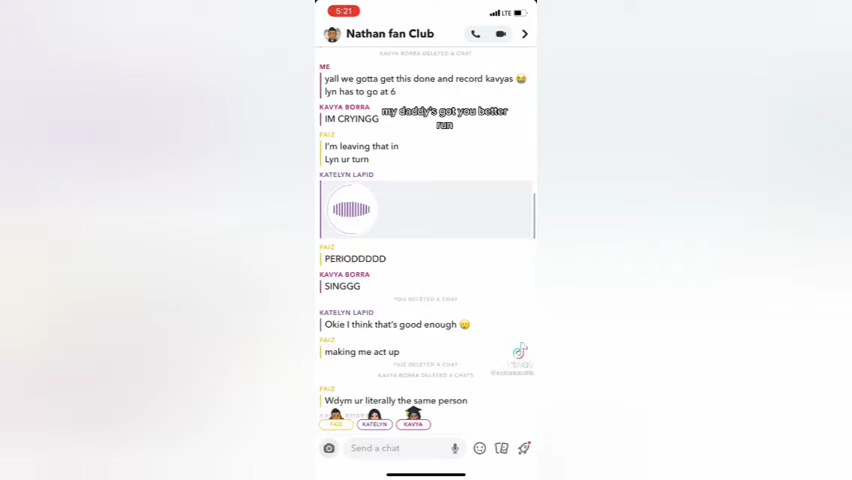 5:21
LTE
Nathan fan Club
KAVYA BORRA DELETED A CHAT
ME
yall we gotta get this done and record kavyas 😭
lyn has to go at 6
KAVYA BORRA
IM CRYINGG
my daddy's got you better
run
FAIZ
I'm leaving that in
Lyn ur turn
KATELYN LAPID
FAIZ
PERIODDDDD
KAVYA BORRA
SINGGG
YOU DELETED A CHAT
KATELYN LAPID
Okie I think that's good enough 😬
FAIZ
making me act up
FAIZ DELETED A CHAT
KAVYA BORRA DELETED 2 CHATS
FAIZ
Wdym ur literally the same person
FAIZ
KATELYN
KAVYA
Send a chat